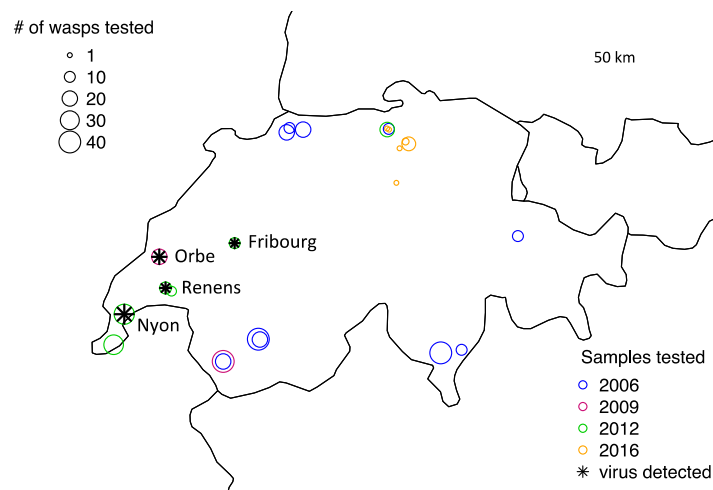 # of wasps tested
1
10
20
30
40
50 km
Fribourg
Orbe
Renens
Nyon
Samples tested
2006
2009
2012
2016
virus detected